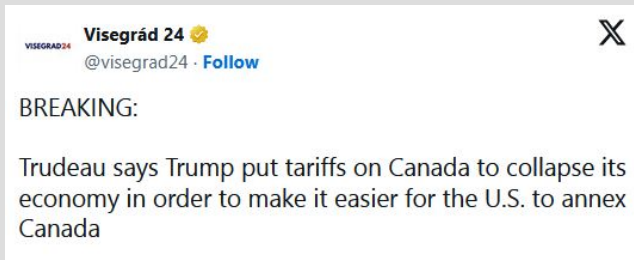 VISEGRAD24
Visegrád 24
@visegrad24 · Follow
BREAKING:
Trudeau says Trump put tariffs on Canada to collapse its
economy in order to make it easier for the U.S. to annex
Canada